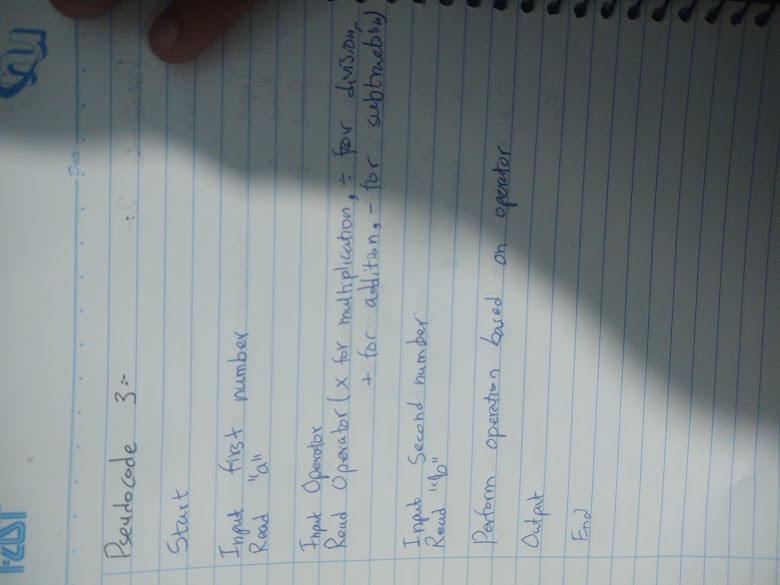 Date:
Pseudocode 3:-
Start
Input first number
Read "a"
Input Operator
Read Operator (x for multiplication, ÷ for division,
+ for addition, - for subtraction)
Input Second number
Read "b"
Perform operation based on operator
Output
End